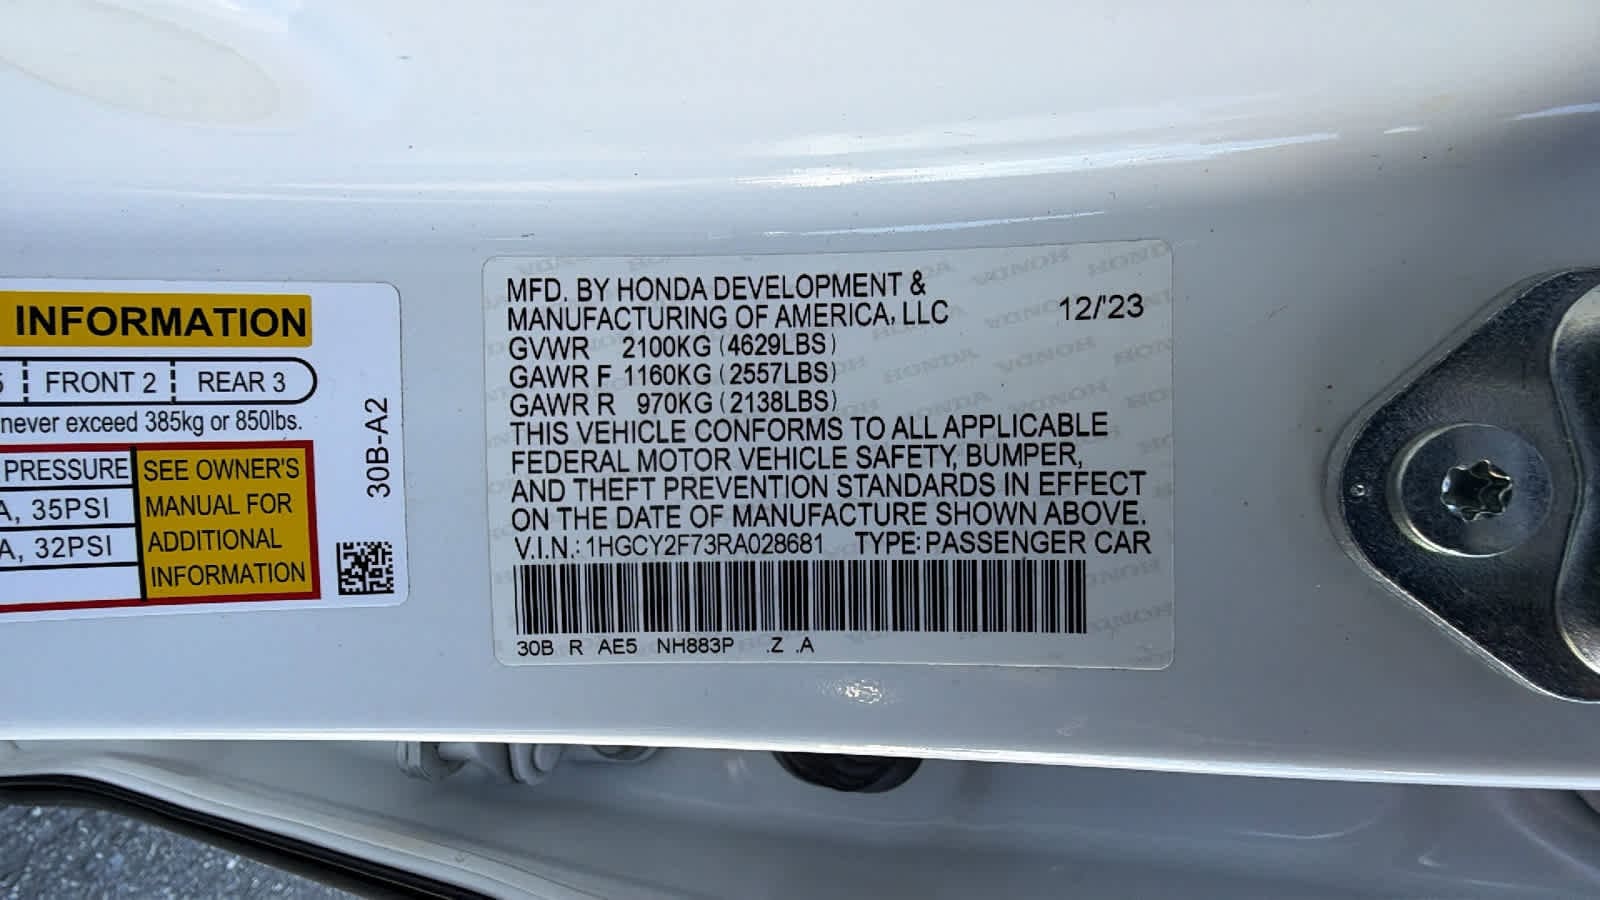 INFORMATION
FRONT 2 REAR 3
never exceed 385kg or 850lbs.
PRESSURE
A, 35PSI
A, 32PSI
SEE OWNER'S
MANUAL FOR
ADDITIONAL
INFORMATION
30B-A2
MFD. BY HONDA DEVELOPMENT &
MANUFACTURING OF AMERICA, LLC 12/'23
GVWR 2100KG (4629LBS)
GAWR F 1160KG (2557LBS)
GAWR R 970KG (2138LBS)
THIS VEHICLE CONFORMS TO ALL APPLICABLE
FEDERAL MOTOR VEHICLE SAFETY, BUMPER,
AND THEFT PREVENTION STANDARDS IN EFFECT
ON THE DATE OF MANUFACTURE SHOWN ABOVE.
V.I.N.: 1HGCY2F73RA028681 TYPE: PASSENGER CAR
30B R AE5 NH883P .Z .A